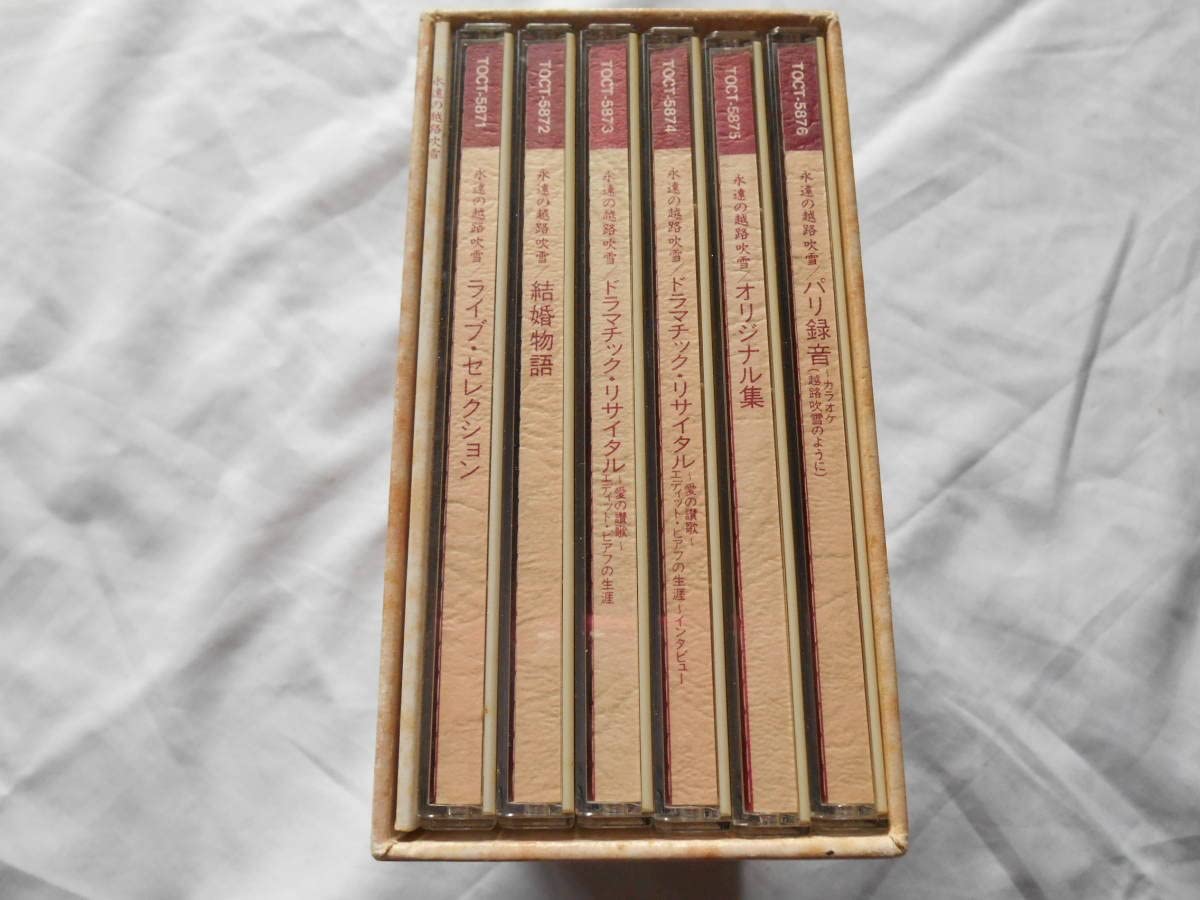 永遠の越路吹雪
TOCT-5871
永遠の越路吹雪/ライブ・セレクション
TOCT-5872
永遠の越路吹雪/結婚物語
TOCT-5873
永遠の越路吹雪/ドラマチック・リサイタル~愛の讃歌~
エディット・ピアフの生涯
TOCT-5874
永遠の越路吹雪/ドラマチック・リサイタル~愛の讃歌~
エディット・ピアフの生涯~インタビュー
TOCT-5875
永遠の越路吹雪/オリジナル集
TOCT-5876
永遠の越路吹雪/パリ録音~カラオケ
(越路吹雪のように)